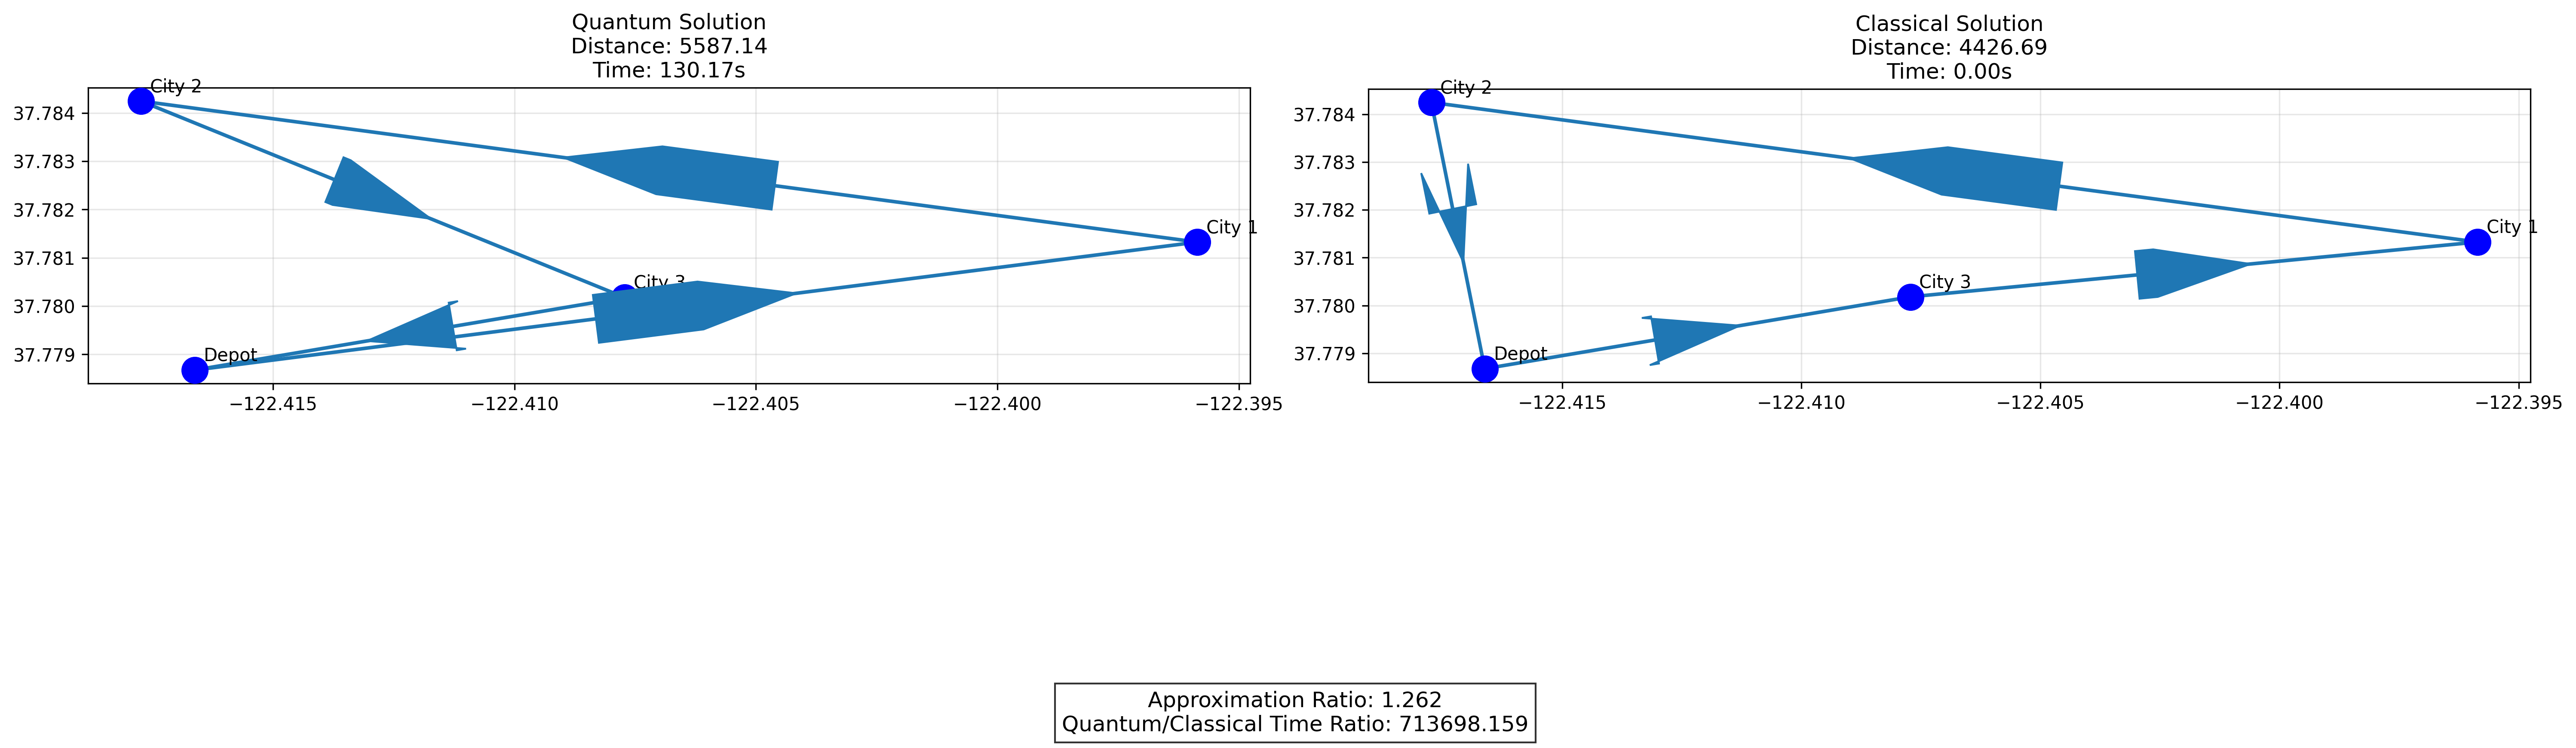 Quantum Solution
Distance: 5587.14
Time: 130.17s
City 2
37.784
37.783
37.782
City 1
37.781
City 3
37.780
Depot
37.779
−122.415
−122.410
−122.405
−122.400
−122.395
Classical Solution
Distance: 4426.69
Time: 0.00s
City 2
37.784
37.783
37.782
City 1
37.781
City 3
37.780
Depot
37.779
−122.415
−122.410
−122.405
−122.400
−122.395
Approximation Ratio: 1.262
Quantum/Classical Time Ratio: 713698.159